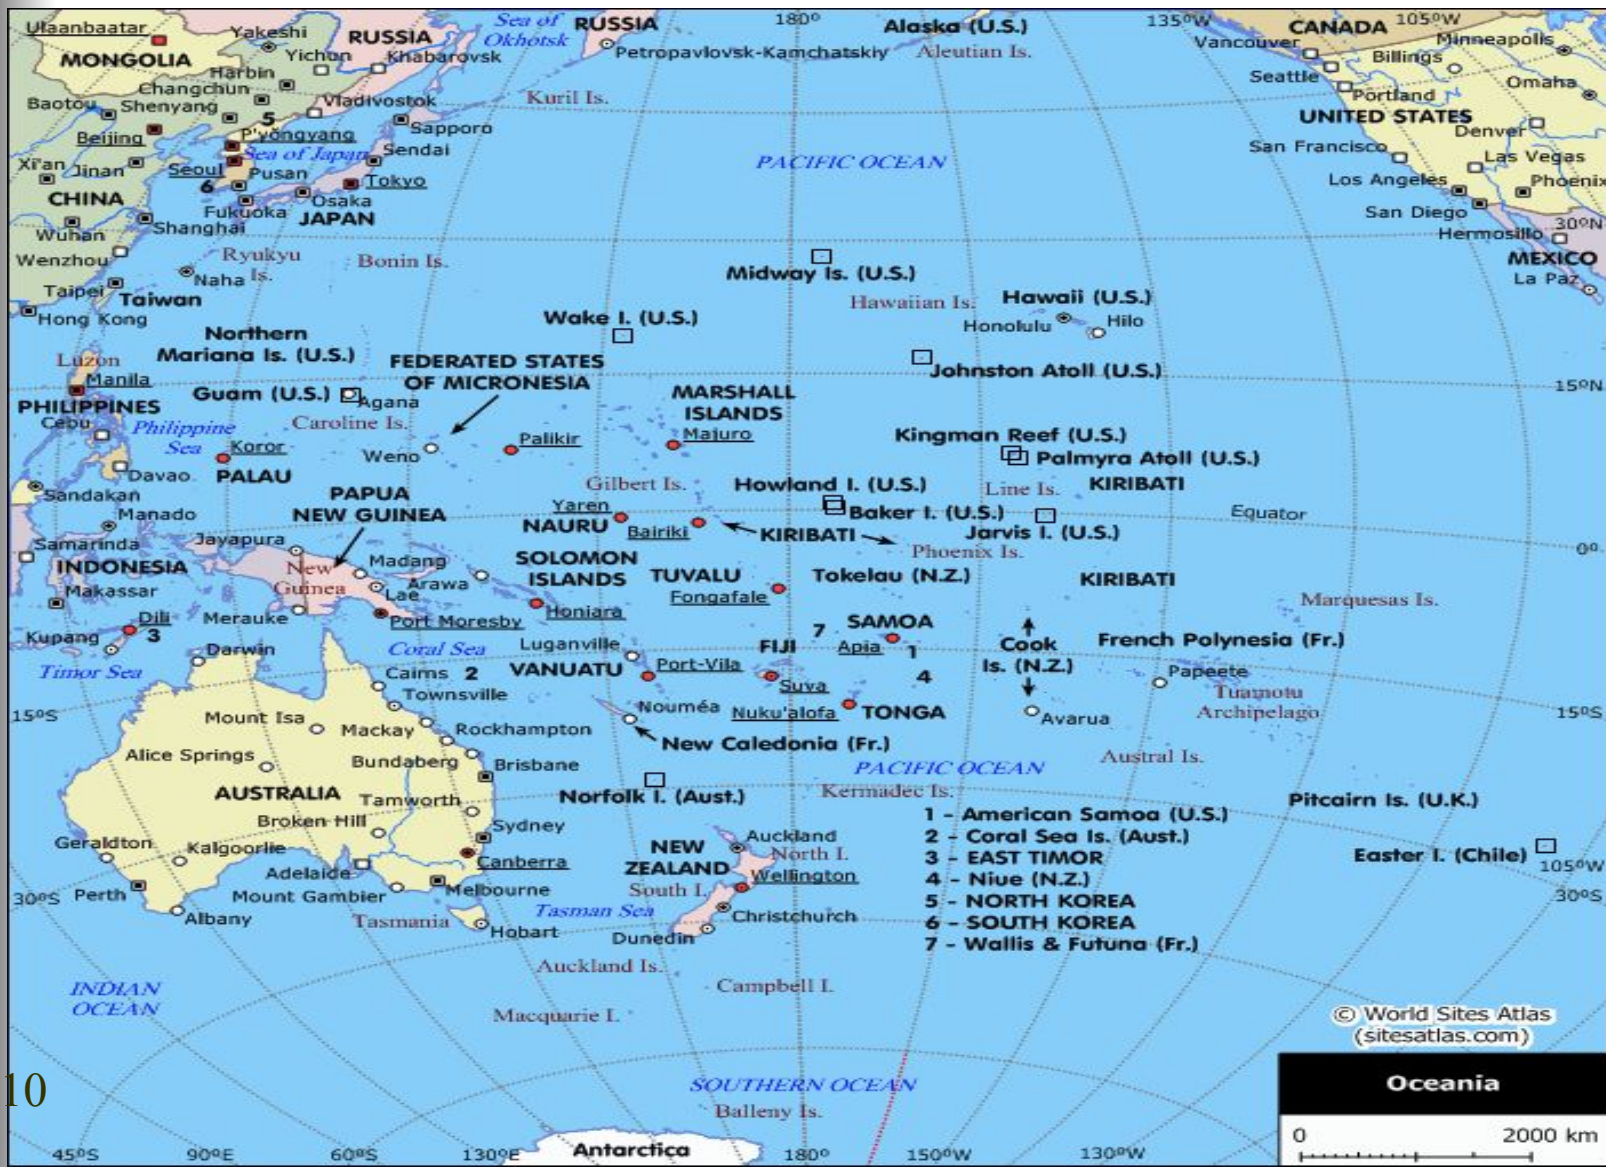 Ulaanbaatar
MONGOLIA
Yakeshi
Yichun
RUSSIA
Khabarovsk
Sea of
Okhotsk
RUSSIA
Petropavlovsk-Kamchatskiy
180°
Alaska (U.S.)
Aleutian Is.
135°W
CANADA
105°W
Vancouver
Minneapolis
Billings
Seattle
Omaha
Portland
UNITED STATES
Denver
San Francisco
Las Vegas
Los Angeles
Phoenix
San Diego
30°N
Hermosillo
MEXICO
La Paz
Harbin
Changchun
Baotou
Shenyang
5
Vladivostok
Kuril Is.
Beijing
P'yŏngyang
Sapporo
Sea of Japan
Sendai
Xi'an
Jinan
Seoul
Pusan
6
Tokyo
CHINA
Fukuoka
Osaka
JAPAN
Shanghai
Wuhan
Wenzhou
Ryukyu
Is.
Bonin Is.
Naha
Taipei
Taiwan
Hong Kong
PACIFIC OCEAN
Midway Is. (U.S.)
Hawaiian Is.
Hawaii (U.S.)
Honolulu
Hilo
Wake I. (U.S.)
Johnston Atoll (U.S.)
15°N
Northern
Mariana Is. (U.S.)
Luzon
Manila
PHILIPPINES
Cebu
Philippine
Sea
Guam (U.S.)
Agana
FEDERATED STATES
OF MICRONESIA
Caroline Is.
Weno
Palikir
MARSHALL
ISLANDS
Majuro
Kingman Reef (U.S.)
Palmyra Atoll (U.S.)
KIRIBATI
Line Is.
Koror
PALAU
Davao
Sandakan
Manado
Samarinda
INDONESIA
Makassar
PAPUA
NEW GUINEA
Jayapura
Gilbert Is.
Howland I. (U.S.)
Baker I. (U.S.)
Jarvis I. (U.S.)
Equator
0°
Yaren
NAURU
Bairiki
KIRIBATI
Phoenix Is.
New
Guinea
Madang
Lae
Arawa
Merauke
Port Moresby
SOLOMON
ISLANDS
Honiara
TUVALU
Fongafale
Tokelau (N.Z.)
KIRIBATI
Marquesas Is.
Dili
3
Kupang
Timor Sea
Darwin
Coral Sea
Cairns
2
Townsville
Luganville
VANUATU
Port-Vila
FIJI
Suva
7
SAMOA
Apia
1
4
Cook
Is. (N.Z.)
French Polynesia (Fr.)
Papeete
Tuamotu
Archipelago
15°S
15°S
Mount Isa
Mackay
Rockhampton
Nouméa
Nuku'alofa
TONGA
Avarua
New Caledonia (Fr.)
Austral Is.
Alice Springs
Bundaberg
Brisbane
AUSTRALIA
Tamworth
Norfolk I. (Aust.)
PACIFIC OCEAN
Kermadec Is.
Pitcairn Is. (U.K.)
Broken Hill
Sydney
Geraldton
Kalgoorlie
Canberra
Adelaide
Perth
Mount Gambier
Melbourne
Albany
Tasmania
Hobart
30°S
NEW
ZEALAND
Auckland
North I.
Wellington
South I.
Tasman Sea
Christchurch
Dunedin
1 - American Samoa (U.S.)
2 - Coral Sea Is. (Aust.)
3 - EAST TIMOR
4 - Niue (N.Z.)
5 - NORTH KOREA
6 - SOUTH KOREA
7 - Wallis & Futuna (Fr.)
Easter I. (Chile)
105°W
30°S
INDIAN
OCEAN
Auckland Is.
Campbell I.
Macquarie I.
© World Sites Atlas
(sitesatlas.com)
SOUTHERN OCEAN
Balleny Is.
Antarctica
10
45°S
90°E
60°S
130°E
180°
150°W
130°W
Oceania
0
2000 km